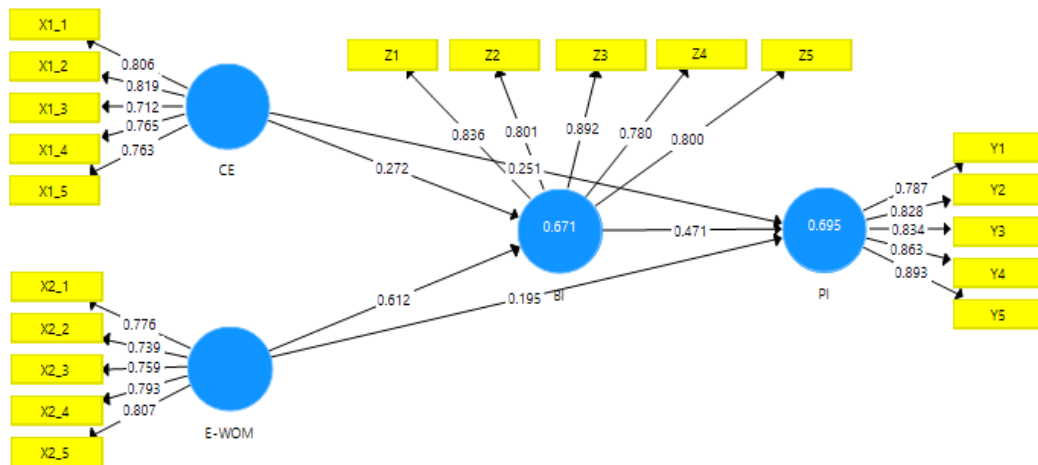 X1_1
X1_2
X1_3
X1_4
X1_5
0.806
0.819
0.712
0.765
0.763
CE
Z1
Z2
Z3
Z4
Z5
0.836
0.801
0.892
0.780
0.800
0.272
0.251
0.671
BI
0.471
0.695
PI
Y1
Y2
Y3
Y4
Y5
0.787
0.828
0.834
0.863
0.893
0.612
0.195
X2_1
X2_2
X2_3
X2_4
X2_5
0.776
0.739
0.759
0.793
0.807
E-WOM